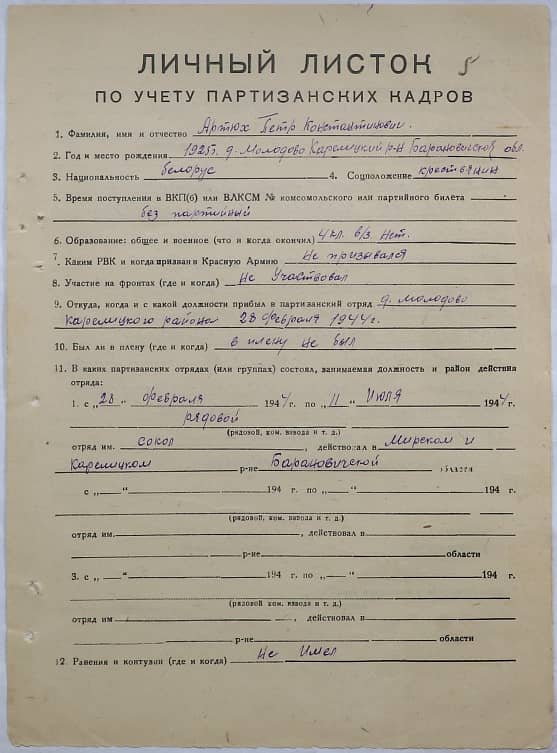 ЛИЧНЫЙ ЛИСТОК 5
ПО УЧЕТУ ПАРТИЗАНСКИХ КАДРОВ
1. Фамилия, имя и отчество Артюх Петр Константинович.
2. Год и место рождения 1925г. д. Молодово Карелицкий р-н Барановичской обл.
3. Национальность белорус 4. Соцположение крестьянин
5. Время поступления в ВКП(б) или ВЛКСМ № комсомольского или партийного билета
без партийный
6. Образование: общее и военное (что и когда окончил) 4 кл. в/з. Нет.
7. Каким РВК и когда призван в Красную Армию Не призывался
8. Участие на фронтах (где и когда) Не Участвовал
9. Откуда, когда и с какой должности прибыл в партизанский отряд д. Молодово
Карелицкого района 28 февраля 1944г.
10. Был ли в плену (где и когда) в плену не был
11. В каких партизанских отрядах (или группах) состоял, занимаемая должность и район действия
отряда:
1. с „28“ февраля 1944 г. по „11“ Июля 1944 г.
рядовой
(рядовой, ком. взвода и т. д.)
отряд им. сокол, действовал в Мирском и
Карелицком р-не Барановичской области
с „—“ 194 г. по „—“ 194 г.
(рядовой, ком. взвода и т. д.)
отряд им., действовал в
р-не области
3. с „—“ 194 г. по „—“ 194 г.
(рядовой, ком. взвода и т. д.)
отряд им, действовал в
р-не области
12. Ранения и контузии (где и когда) Не Имел